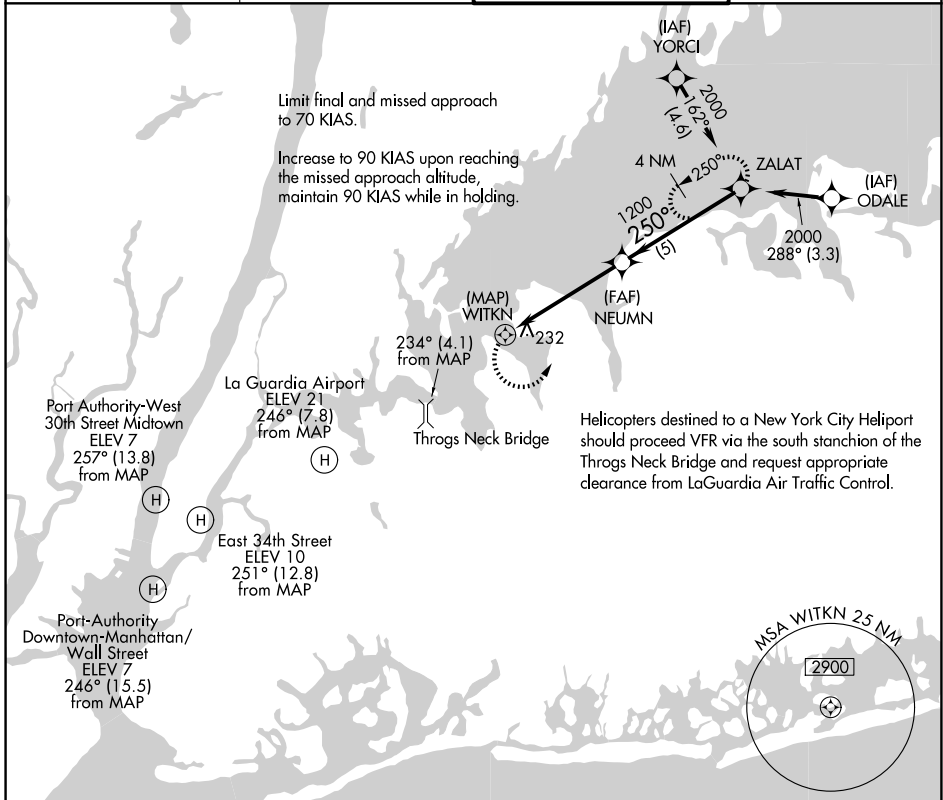 (IAF)
YORCI
2000
162°
(4.6)
Limit final and missed approach
to 70 KIAS.
Increase to 90 KIAS upon reaching
the missed approach altitude,
maintain 90 KIAS while in holding.
4 NM
250°
ZALAT
(IAF)
ODALE
2000
288° (3.3)
1200
250°
(5)
(FAF)
NEUMN
(MAP)
WITKN
232
234° (4.1)
from MAP
Throgs Neck Bridge
La Guardia Airport
ELEV 21
246° (7.8)
from MAP
H
Port Authority-West
30th Street Midtown
ELEV 7
257° (13.8)
from MAP
H
H
East 34th Street
ELEV 10
251° (12.8)
from MAP
H
Port-Authority
Downtown-Manhattan/
Wall Street
ELEV 7
246° (15.5)
from MAP
Helicopters destined to a New York City Heliport
should proceed VFR via the south stanchion of the
Throgs Neck Bridge and request appropriate
clearance from LaGuardia Air Traffic Control.
MSA WITKN 25 NM
2900